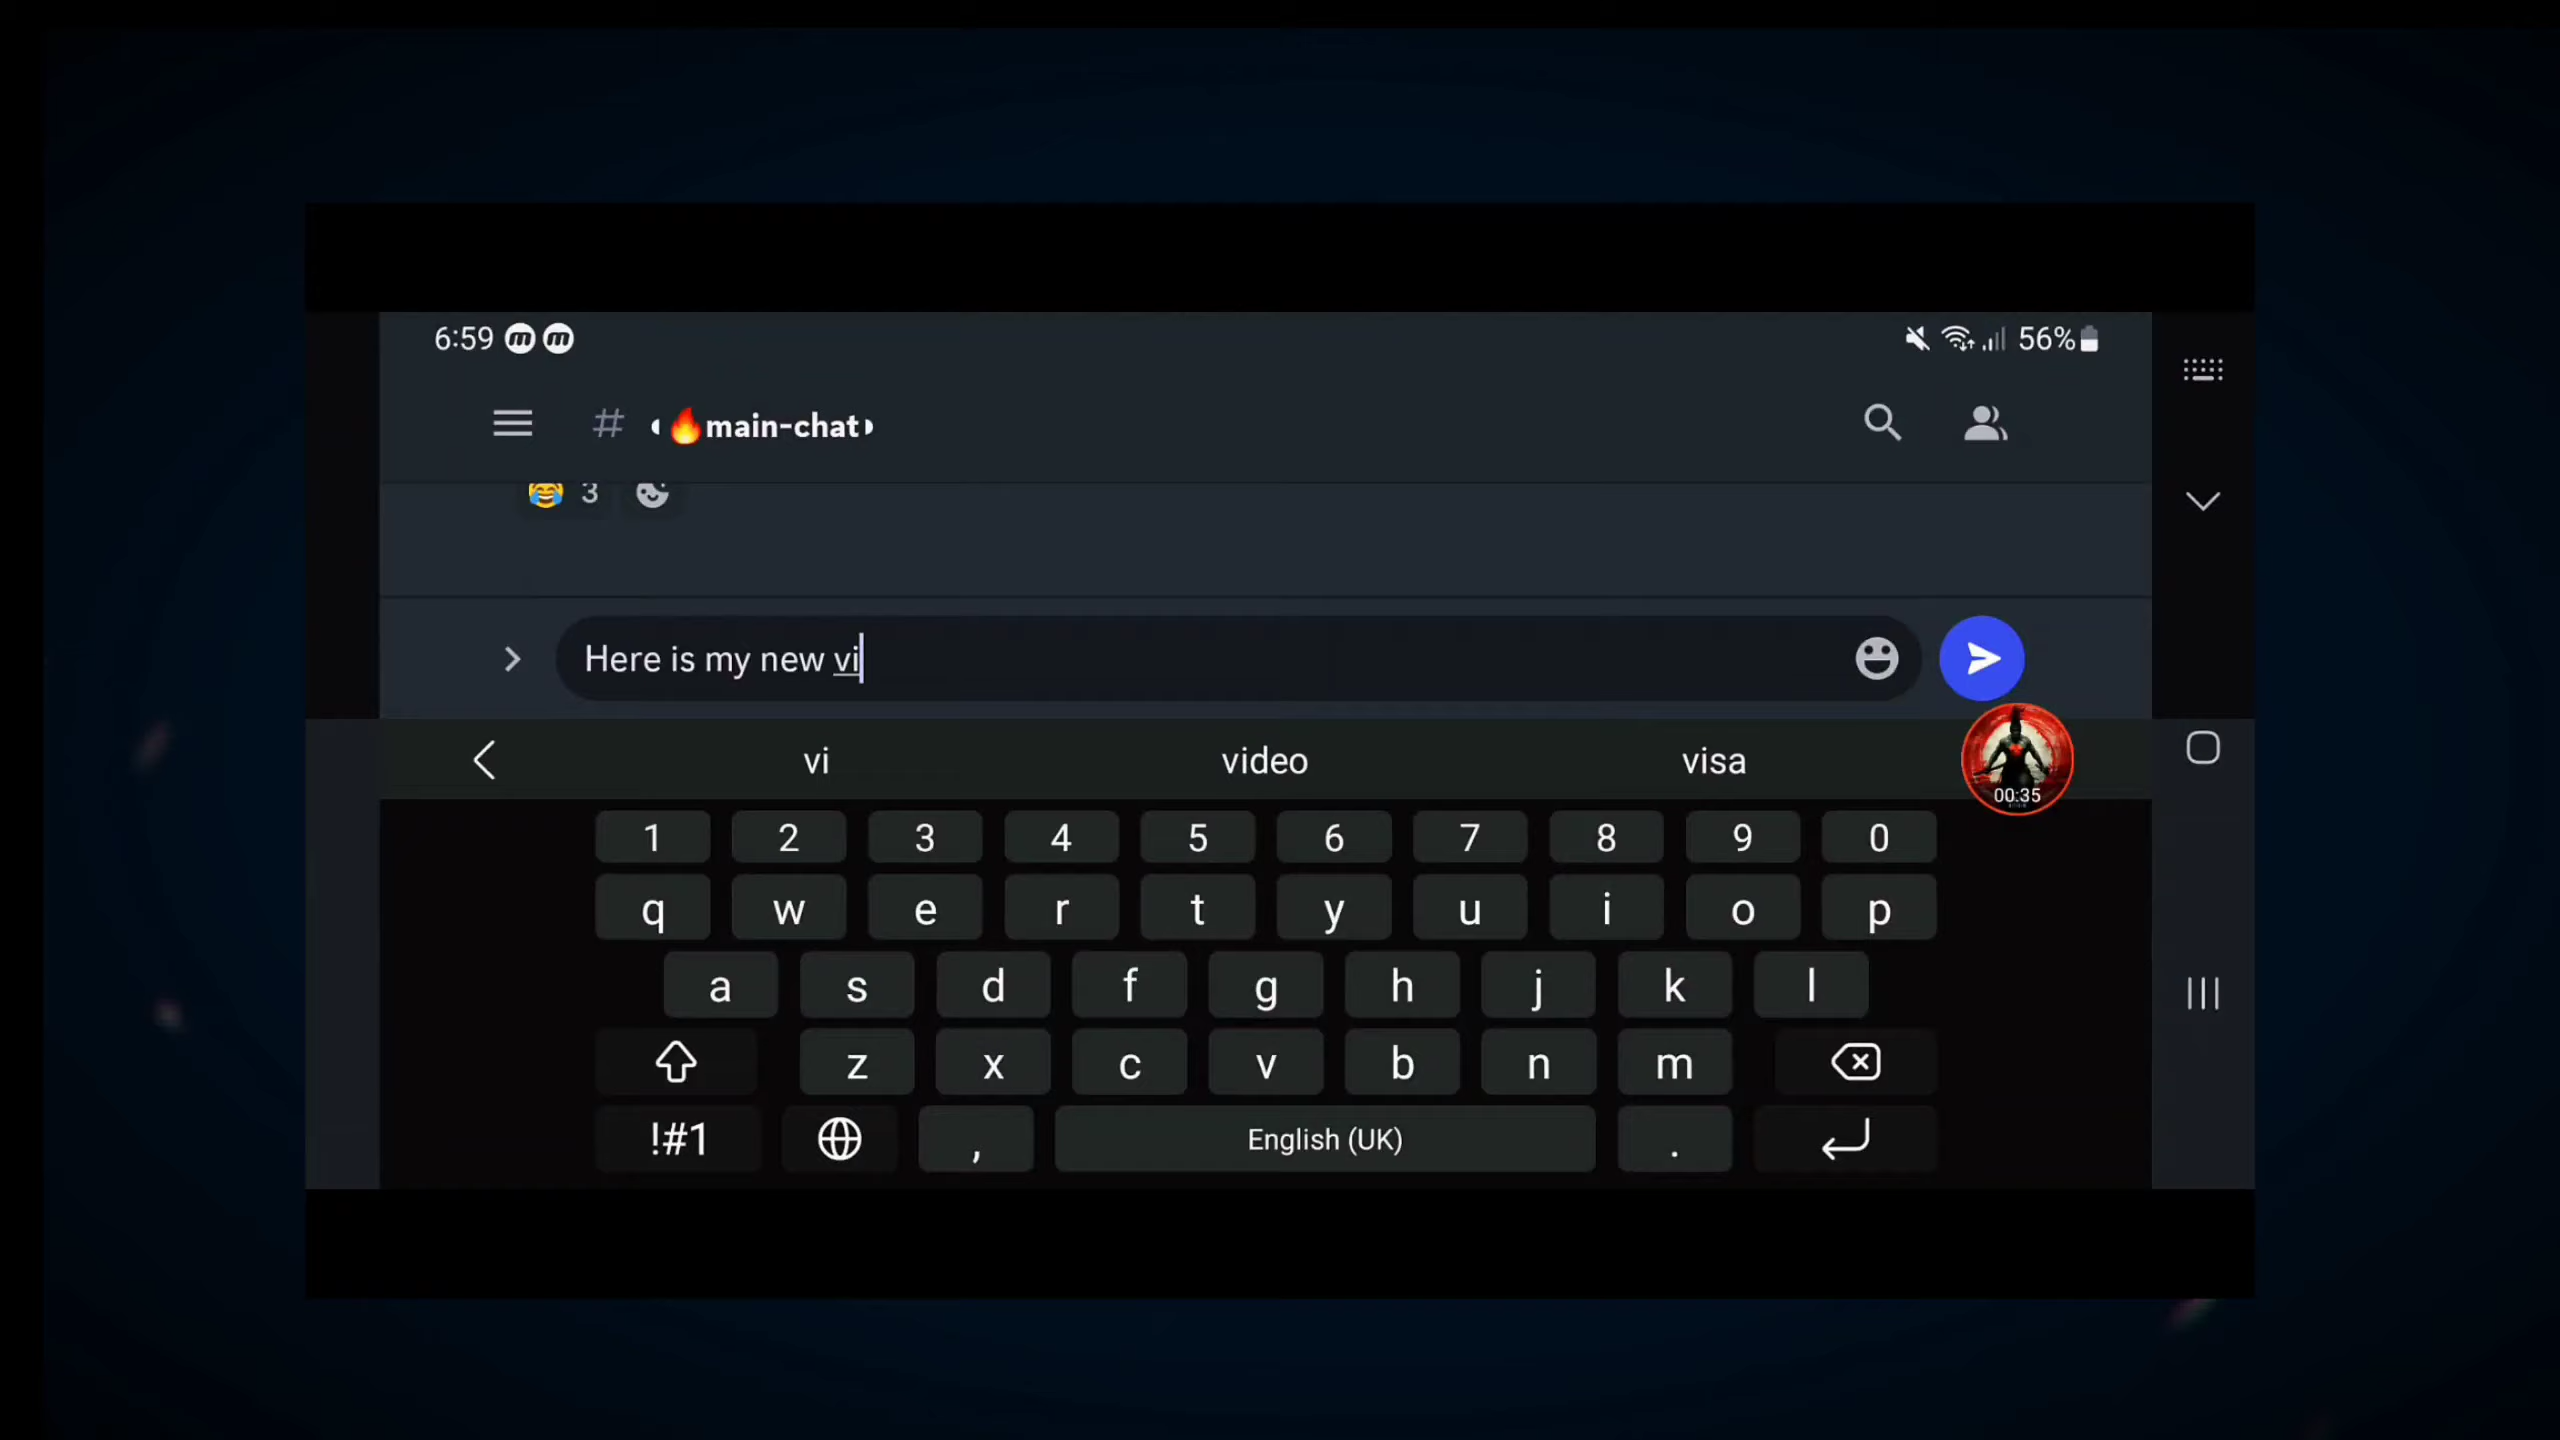 6:59
56%
# 🔥main-chat
😂 3
Here is my new vi
vi video visa
00:35
1 2 3 4 5 6 7 8 9 0
q w e r t y u i o p
a s d f g h j k l
z x c v b n m
!#1 , English (UK) .